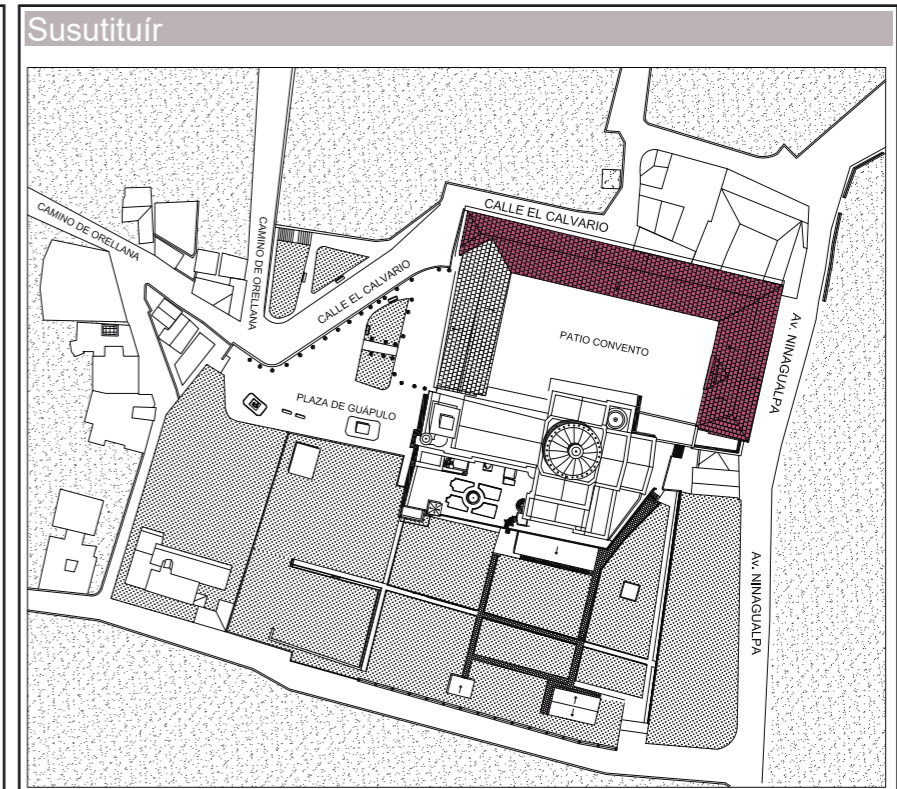 Susutituír
CALLE EL CALVARIO
CAMINO DE ORELLANA
CAMINO DE ORELLANA
CALLE EL CALVARIO
Av. NINAGUALPA
PATIO CONVENTO
PLAZA DE GUÁPULO
Av. NINAGUALPA